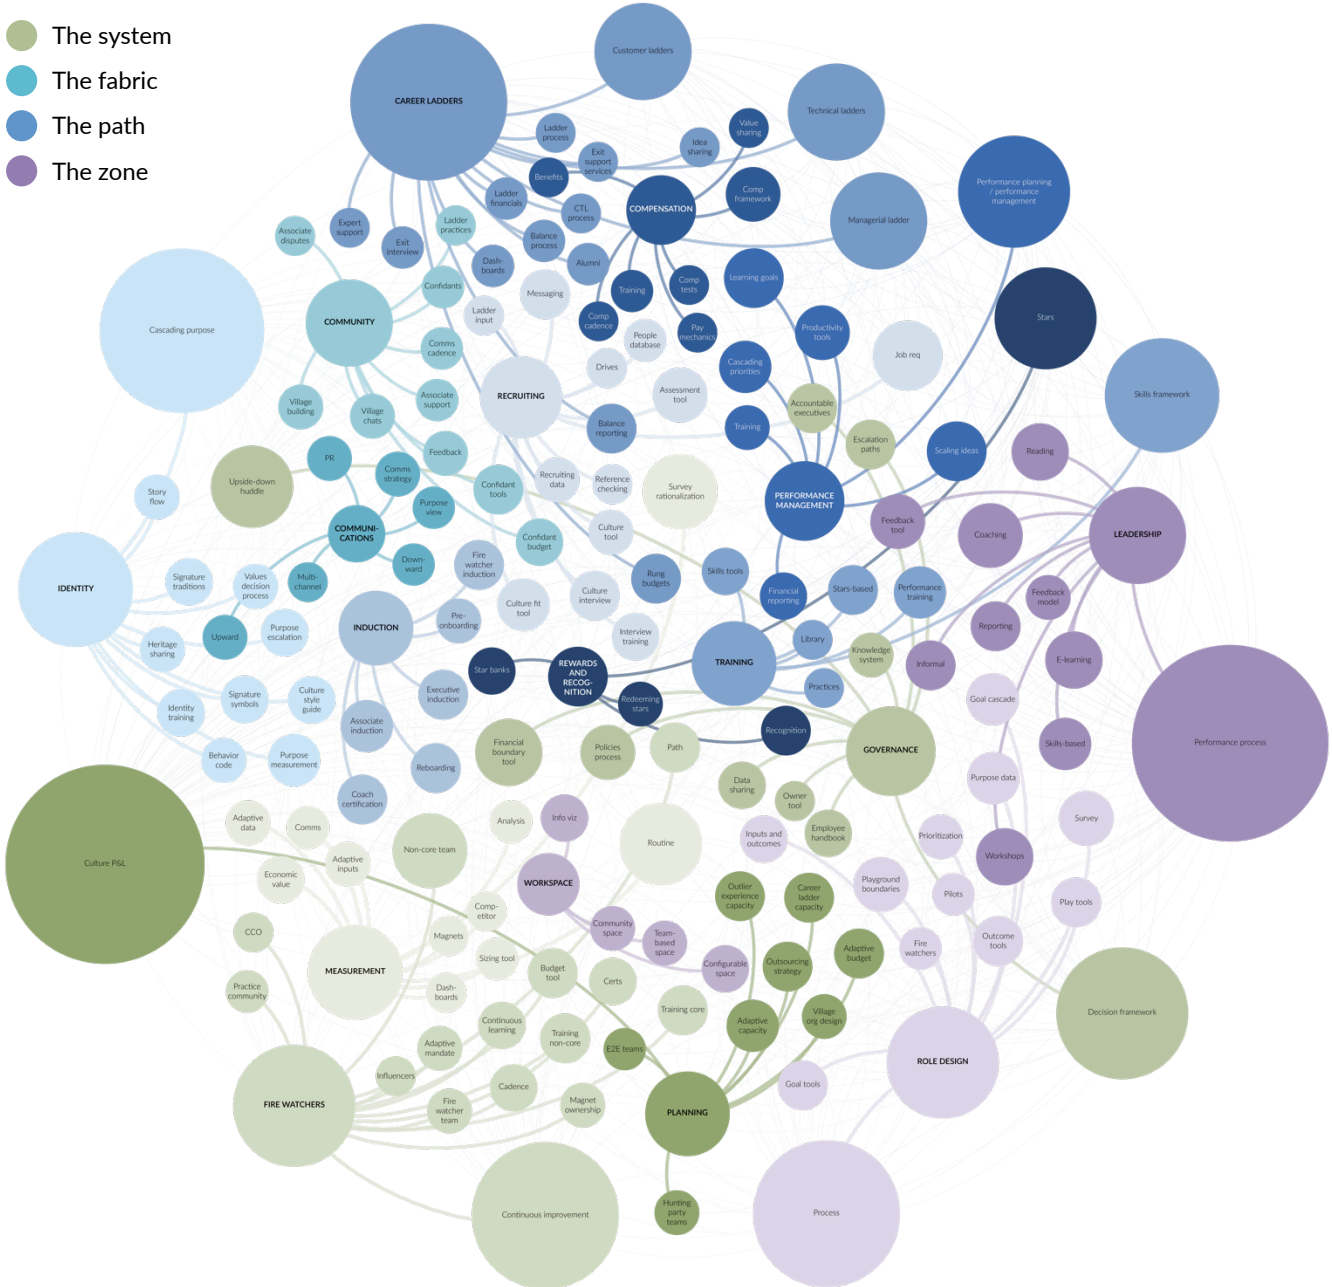 The system
The fabric
The path
The zone
CAREER LADDERS
Customer ladders
Technical ladders
Ladder
process
Exit
support
services
Idea
sharing
Value
sharing
Benefits
Ladder
financials
CTL
process
COMPENSATION
Comp
framework
Performance planning
/ performance
management
Managerial ladder
Associate
disputes
Expert
support
Exit
interview
Ladder
practices
Balance
process
Dash-
boards
Alumni
Confidants
Messaging
Training
Comp
tests
Learning goals
Cascading purpose
COMMUNITY
Ladder
input
Comp
cadence
Pay
mechanics
People
database
Productivity
tools
Stars
Comms
cadence
Drives
Cascading
priorities
Job req
Skills framework
Village
building
Village
chats
Associate
support
RECRUITING
Assessment
tool
Accountable
executives
Balance
reporting
Training
Escalation
paths
Scaling ideas
Reading
PR
Comms
strategy
Feedback
Upside-down
huddle
Story
flow
Confidant
tools
Recruiting
data
Reference
checking
Survey
rationalization
PERFORMANCE
MANAGEMENT
Purpose
view
COMMUNI-
CATIONS
Confidant
budget
Culture
tool
Feedback
tool
Coaching
LEADERSHIP
Down-
ward
Fire
watcher
induction
Multi-
channel
IDENTITY
Signature
traditions
Values
decision
process
Rung
budgets
Skills tools
Financial
reporting
Stars-based
Performance
training
Feedback
model
Culture fit
tool
Culture
interview
Pre-
onboarding
INDUCTION
Upward
Purpose
escalation
Heritage
sharing
Interview
training
Library
Reporting
Knowledge
system
Informal
E-learning
Star banks
REWARDS
AND
RECOG-
NITION
TRAINING
Practices
Redeeming
stars
Goal cascade
Executive
induction
Identity
training
Signature
symbols
Culture
style
guide
Associate
induction
Recognition
Performance process
Behavior
code
Purpose
measurement
Reboarding
Financial
boundary
tool
Policies
process
Path
GOVERNANCE
Skills-based
Purpose data
Data
sharing
Owner
tool
Coach
certification
Adaptive
data
Comms
Analysis
Info viz
Employee
handbook
Inputs and
outcomes
Prioritization
Survey
Culture P&L
Non-core team
Routine
Adaptive
inputs
Economic
value
WORKSPACE
Workshops
Playground
boundaries
Pilots
Play tools
Outlier
experience
capacity
Career
ladder
capacity
Comp-
etitor
CCO
Magnets
Community
space
Team-
based
space
Configurable
space
Adaptive
budget
Fire
watchers
Outcome
tools
MEASUREMENT
Sizing tool
Budget
tool
Certs
Outsourcing
strategy
Practice
community
Dash-
boards
Training core
Adaptive
capacity
Village
org design
Decision framework
Continuous
learning
Training
non-core
Adaptive
mandate
E2E teams
ROLE DESIGN
Influencers
Cadence
Goal tools
FIRE WATCHERS
Fire
watcher
team
Magnet
ownership
PLANNING
Continuous improvement
Hunting
party
teams
Process